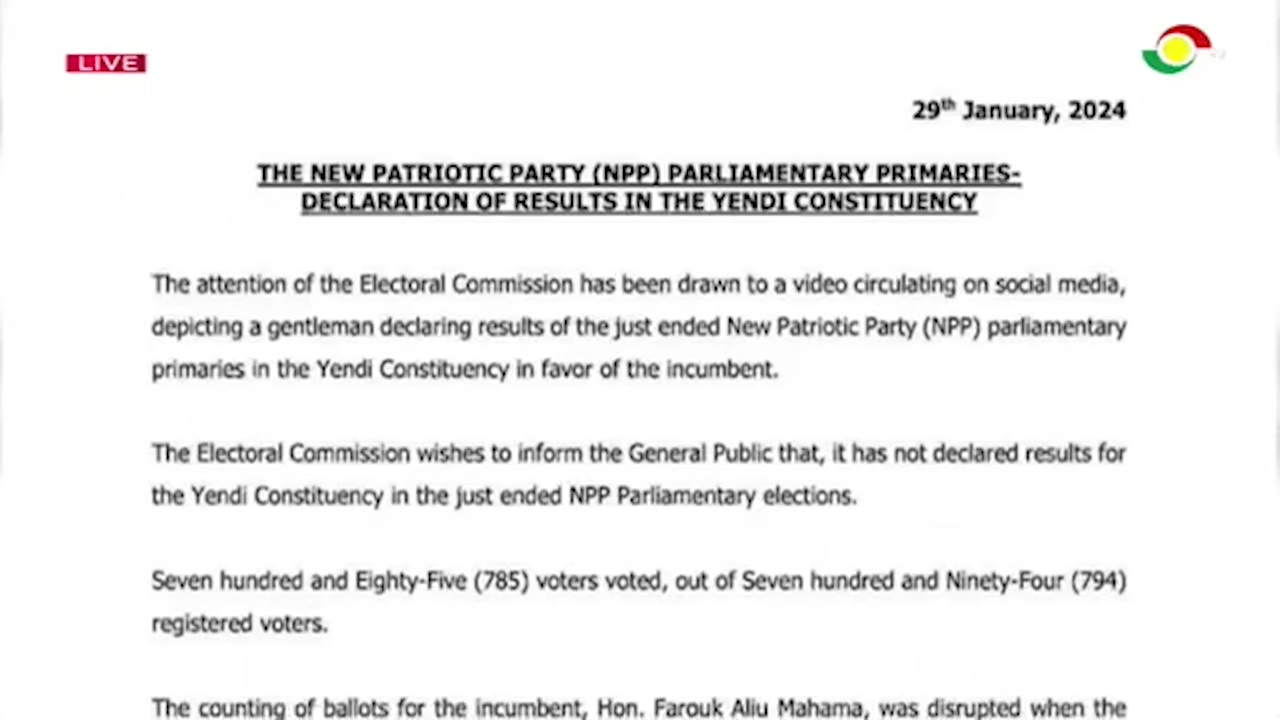 LIVE
29th January, 2024
THE NEW PATRIOTIC PARTY (NPP) PARLIAMENTARY PRIMARIES-
DECLARATION OF RESULTS IN THE YENDI CONSTITUENCY
The attention of the Electoral Commission has been drawn to a video circulating on social media,
depicting a gentleman declaring results of the just ended New Patriotic Party (NPP) parliamentary
primaries in the Yendi Constituency in favor of the incumbent.
The Electoral Commission wishes to inform the General Public that, it has not declared results for
the Yendi Constituency in the just ended NPP Parliamentary elections.
Seven hundred and Eighty-Five (785) voters voted, out of Seven hundred and Ninety-Four (794)
registered voters.
The counting of ballots for the incumbent, Hon. Farouk Aliu Mahama, was disrupted when the